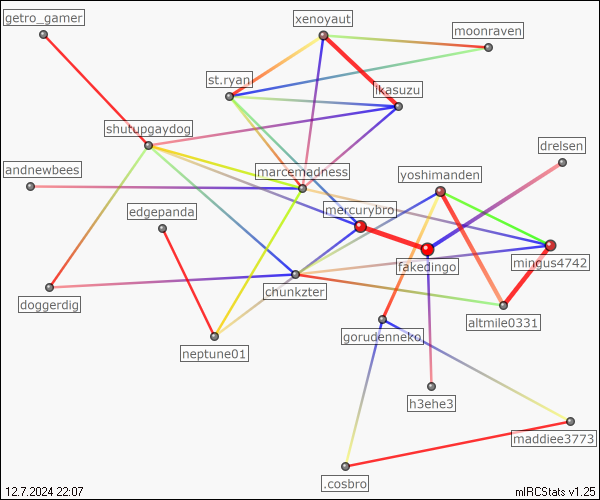 getro_gamer
xenoyaut
moonraven
st.ryan
ikasuzu
shutupgaydog
drelsen
andnewbees
marcemadness
yoshimanden
edgepanda
mercurybro
fakedingo
mingus4742
doggerdig
chunkzter
altmile0331
neptune01
gorudenneko
h3ehe3
maddiee3773
.cosbro
12.7.2024 22:07
mIRCStats v1.25